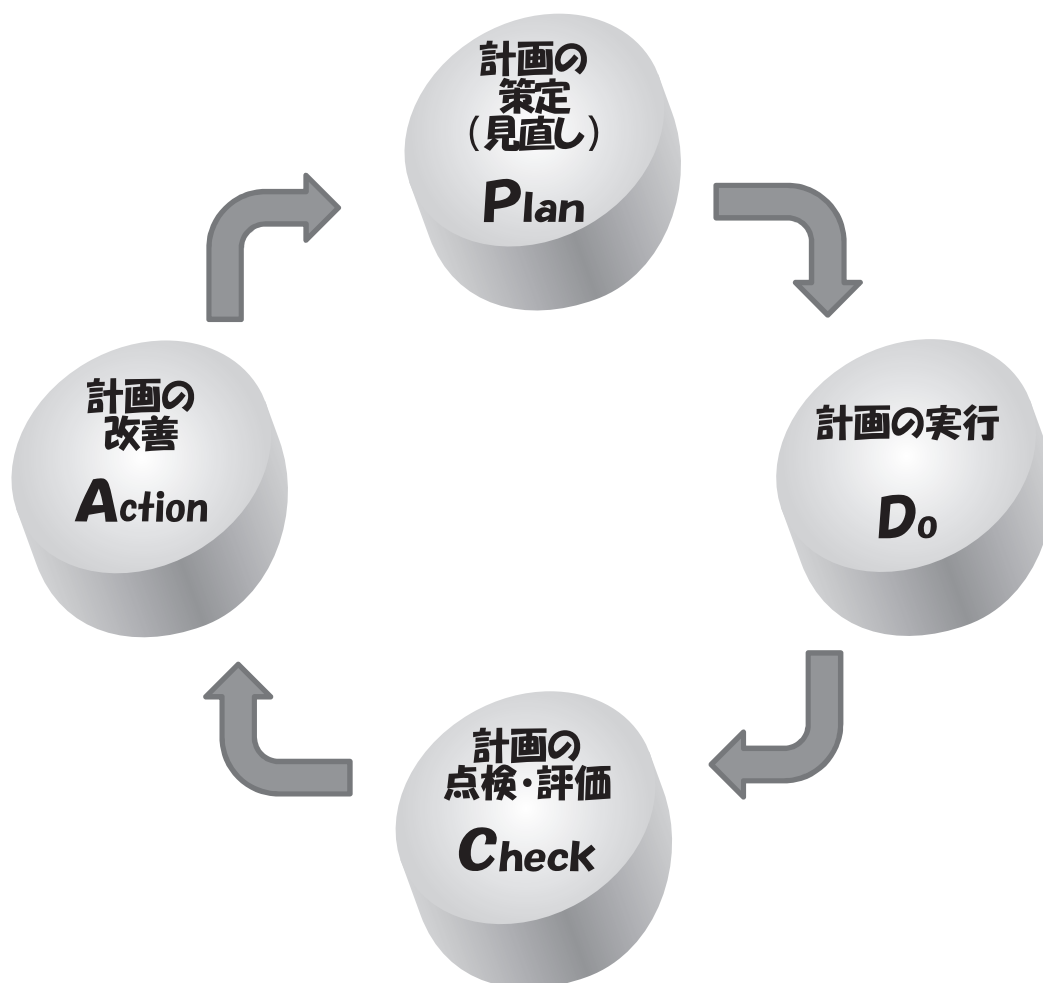 計画の
策定
（見直し）
Plan
計画の実行
Do
計画の
点検・評価
Check
計画の
改善
Action